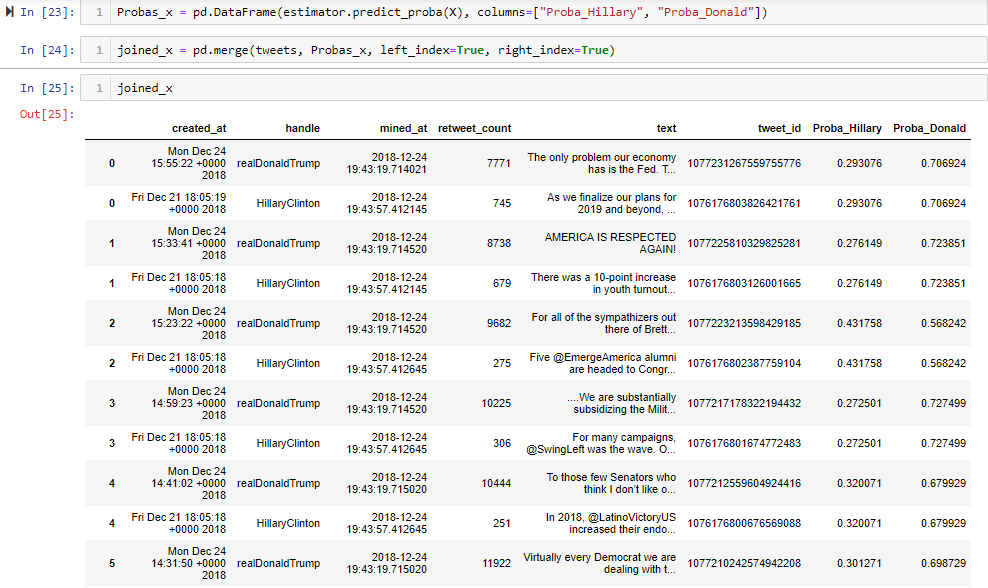 In [23]: 1 Probas_x = pd.DataFrame(estimator.predict_proba(X), columns=["Proba_Hillary", "Proba_Donald"])
In [24]: 1 joined_x = pd.merge(tweets, Probas_x, left_index=True, right_index=True)
In [25]: 1 joined_x
Out[25]:
created_at handle mined_at retweet_count text tweet_id Proba_Hillary Proba_Donald
Mon Dec 24 2018-12-24 The only problem our economy
0 15:55:22 +0000 realDonaldTrump 19:43:19.714021 7771 has is the Fed. T... 1077231267559755776 0.293076 0.706924
2018
Fri Dec 21 18:05:19 2018-12-24 As we finalize our plans for
0 +0000 2018 HillaryClinton 19:43:57.412145 745 2019 and beyond, ... 1076176803826421761 0.293076 0.706924
Mon Dec 24 2018-12-24 AMERICA IS RESPECTED
1 15:33:41 +0000 realDonaldTrump 19:43:19.714520 8738 AGAIN! 1077225810329825281 0.276149 0.723851
2018
Fri Dec 21 18:05:18 2018-12-24 There was a 10-point increase
1 +0000 2018 HillaryClinton 19:43:57.412145 679 in youth turnout... 1076176803126001665 0.276149 0.723851
Mon Dec 24 2018-12-24 For all of the sympathizers out
2 15:23:22 +0000 realDonaldTrump 19:43:19.714520 9682 there of Brett... 1077223213598429185 0.431758 0.568242
2018
Fri Dec 21 18:05:18 2018-12-24 Five @EmergeAmerica alumni
2 +0000 2018 HillaryClinton 19:43:57.412645 275 are headed to Congr... 1076176802387759104 0.431758 0.568242
Mon Dec 24 2018-12-24 ....We are substantially
3 14:59:23 +0000 realDonaldTrump 19:43:19.714520 10225 subsidizing the Milit... 1077217178322194432 0.272501 0.727499
2018
Fri Dec 21 18:05:18 2018-12-24 For many campaigns,
3 +0000 2018 HillaryClinton 19:43:57.412645 306 @SwingLeft was the wave. O... 1076176801674772483 0.272501 0.727499
Mon Dec 24 2018-12-24 To those few Senators who
4 14:41:02 +0000 realDonaldTrump 19:43:19.715020 10444 think I don't like o... 1077212559604924416 0.320071 0.679929
2018
Fri Dec 21 18:05:18 2018-12-24 In 2018, @LatinoVictoryUS
4 +0000 2018 HillaryClinton 19:43:57.412645 251 increased their endo... 1076176800676569088 0.320071 0.679929
Mon Dec 24 2018-12-24 Virtually every Democrat we are
5 14:31:50 +0000 realDonaldTrump 19:43:19.715020 11922 dealing with t... 1077210242574942208 0.301271 0.698729
2018